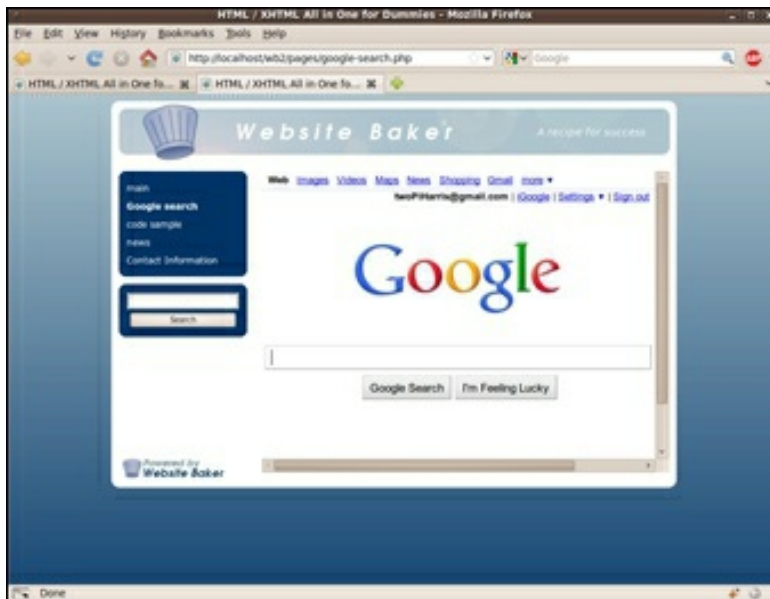 HTML / XHTML All in One for Dummies - Mozilla Firefox
File Edit View History Bookmarks Tools Help
http://localhost/wb2/pages/google-search.php
Google
HTML / XHTML All in One fo...
HTML / XHTML All in One fo...
Website Baker
A recipe for success
main
Google search
code sample
news
Contact Information
Search
Web Images Videos Maps News Shopping Gmail more
twoPiHarris@gmail.com | iGoogle | Settings | Sign out
Google
Google Search
I'm Feeling Lucky
Powered by
Website Baker
Done